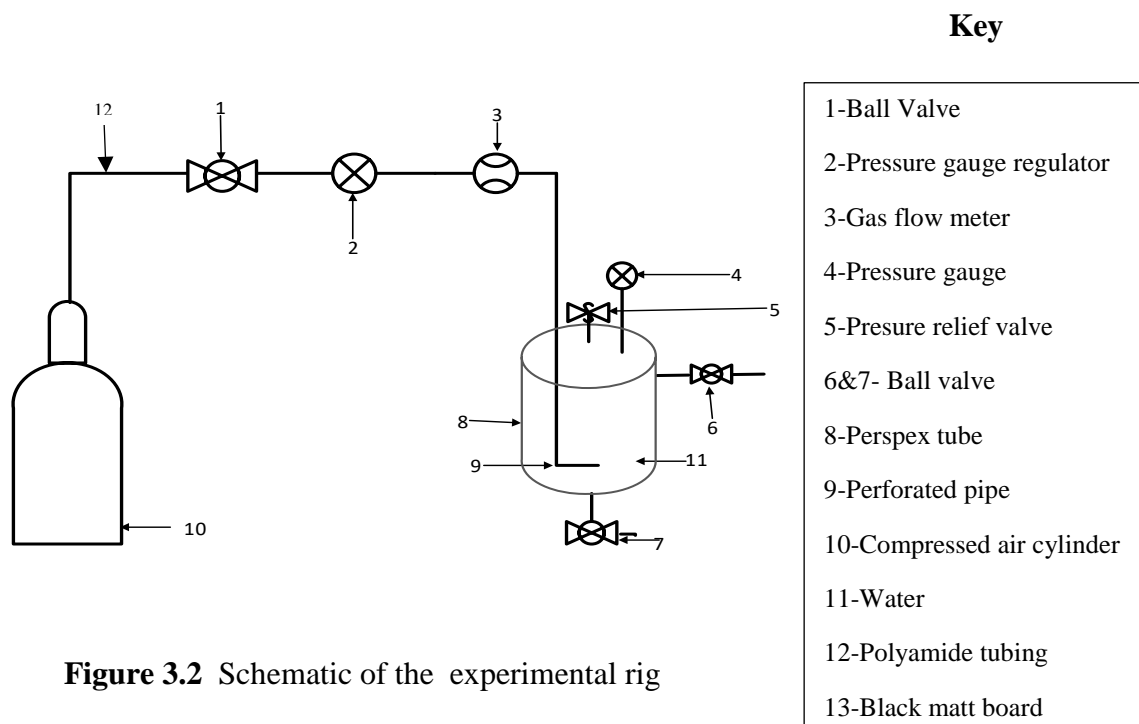 Key
12
1
3
2
4
5
8
6
9
11
10
7
1-Ball Valve
2-Pressure gauge regulator
3-Gas flow meter
4-Pressure gauge
5-Presure relief valve
6&7- Ball valve
8-Perspex tube
9-Perforated pipe
10-Compressed air cylinder
11-Water
12-Polyamide tubing
13-Black matt board
Figure 3.2 Schematic of the experimental rig